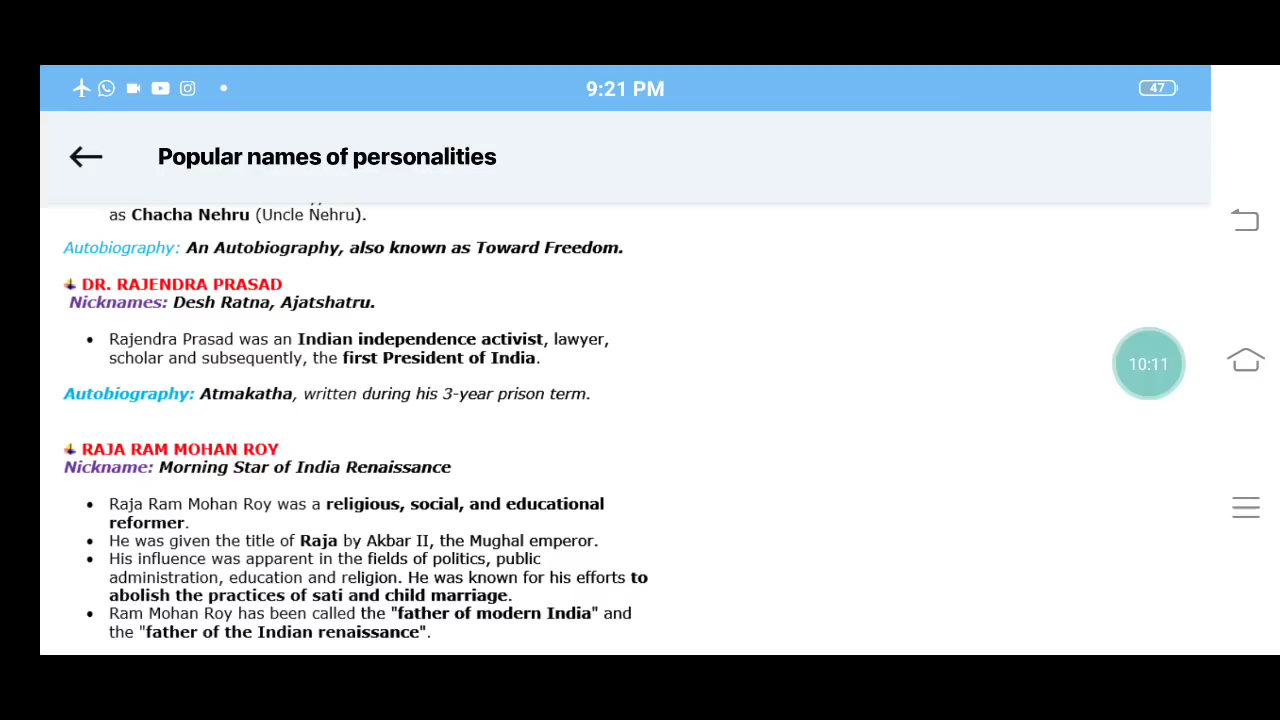 9:21 PM
47
Popular names of personalities
as Chacha Nehru (Uncle Nehru).
Autobiography: An Autobiography, also known as Toward Freedom.
DR. RAJENDRA PRASAD
Nicknames: Desh Ratna, Ajatshatru.
• Rajendra Prasad was an Indian independence activist, lawyer,
scholar and subsequently, the first President of India.
10:11
Autobiography: Atmakatha, written during his 3-year prison term.
RAJA RAM MOHAN ROY
Nickname: Morning Star of India Renaissance
• Raja Ram Mohan Roy was a religious, social, and educational
reformer.
• He was given the title of Raja by Akbar II, the Mughal emperor.
• His influence was apparent in the fields of politics, public
administration, education and religion. He was known for his efforts to
abolish the practices of sati and child marriage.
• Ram Mohan Roy has been called the "father of modern India" and
the "father of the Indian renaissance".